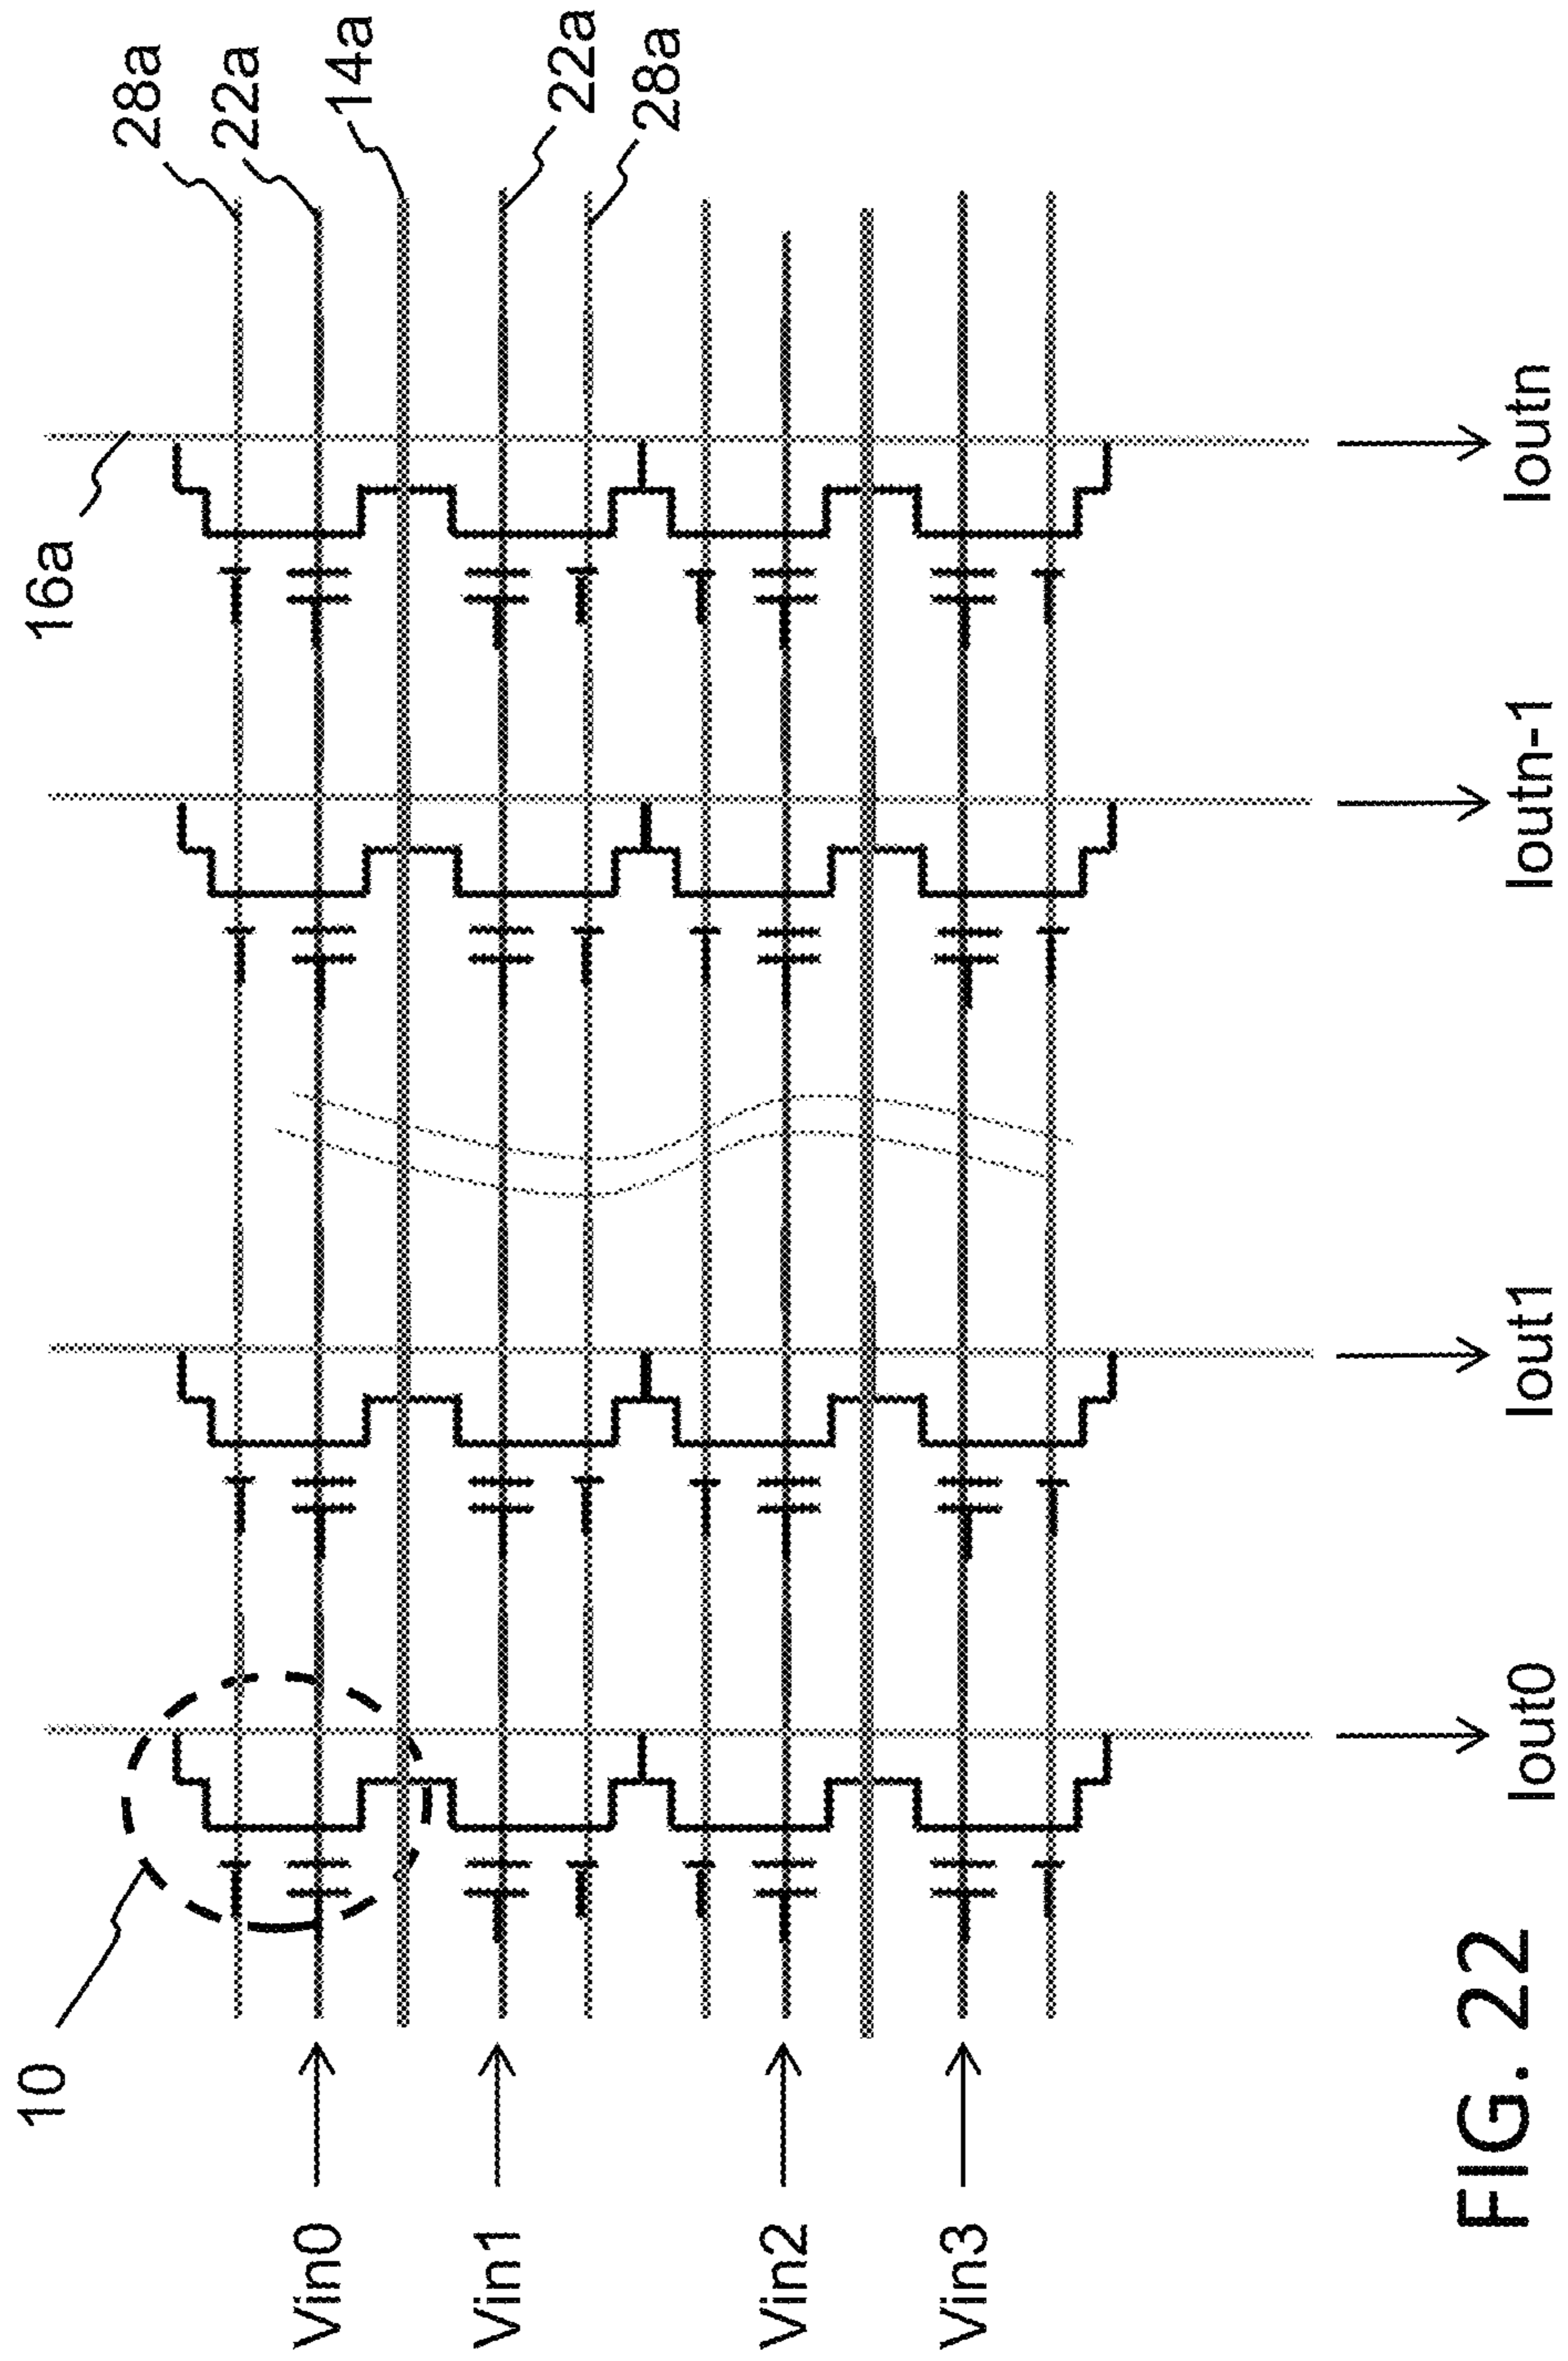 10
16a
28a
22a
14a
22a
28a
Vin0
Vin1
Vin2
Vin3
Iout0
Iout1
Ioutn-1
Ioutn
FIG. 22